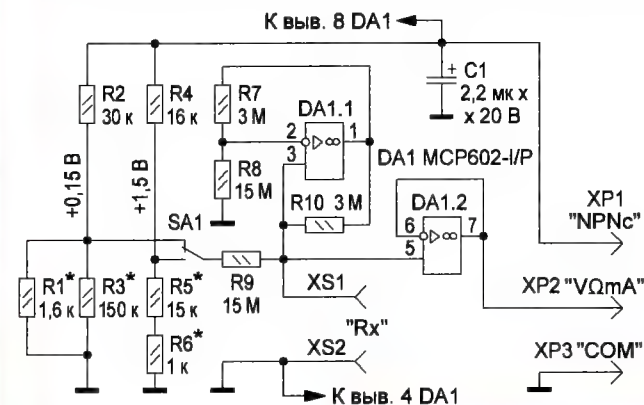 К выв. 8 DA1
R2
30 к
R4
16 к
R7
3 М
DA1.1
+
C1
2,2 мк х
х 20 В
2
3
1
▷ ∞
R8
15 М
DA1 MCP602-I/P
+0,15 В
+1,5 В
R10 3 М
DA1.2
XP1
"NPNc"
SA1
6
5
7
▷ ∞
R1*
1,6 к
R3*
150 к
R5*
15 к
R9
15 М
XS1
XP2 "VΩmA"
"Rx"
R6*
1 к
XS2
XP3 "COM"
К выв. 4 DA1